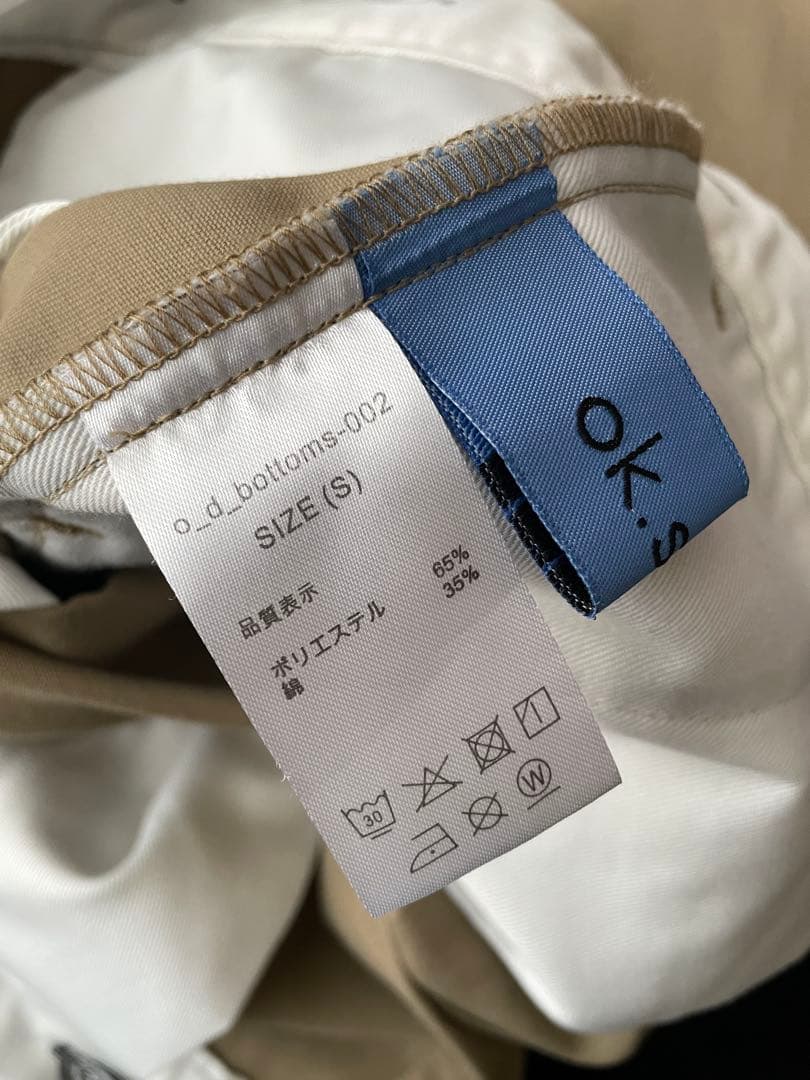 o_d_bottoms-002
SIZE (S)
品質表示
ポリエステル 65%
綿 35%
30
W
ok.s